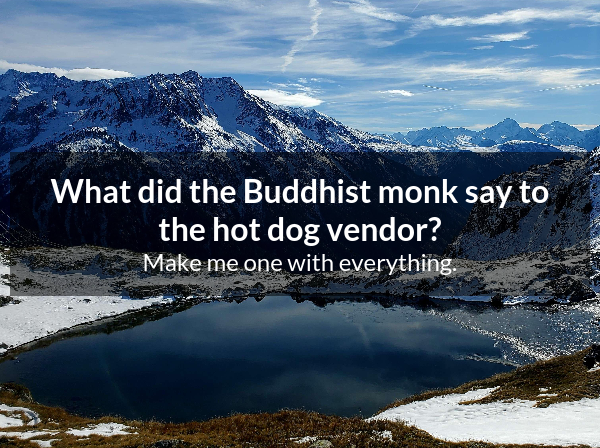 What did the Buddhist monk say to
the hot dog vendor?
Make me one with everything.